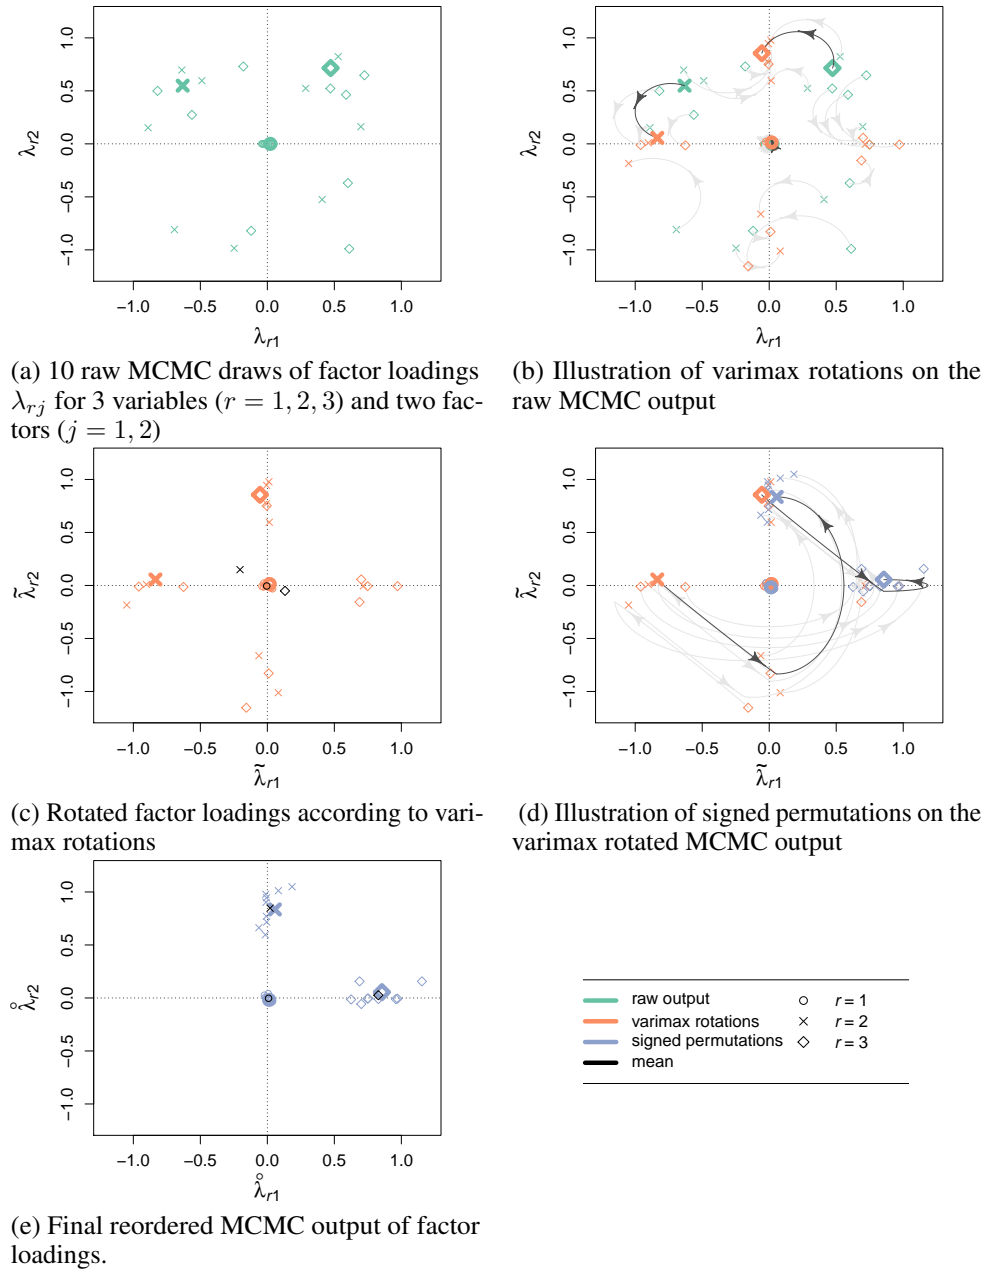 1.0
0.5
0.0
−0.5
−1.0
λr2
−1.0 −0.5 0.0 0.5 1.0
λr1
(a) 10 raw MCMC draws of factor loadings
λrj for 3 variables (r = 1, 2, 3) and two fac-
tors (j = 1, 2)
1.0
0.5
0.0
−0.5
−1.0
λr2
−1.0 −0.5 0.0 0.5 1.0
λr1
(b) Illustration of varimax rotations on the
raw MCMC output
1.0
0.5
0.0
−0.5
−1.0
λ̃r2
−1.0 −0.5 0.0 0.5 1.0
λ̃r1
(c) Rotated factor loadings according to vari-
max rotations
1.0
0.5
0.0
−0.5
−1.0
λ̃r2
−1.0 −0.5 0.0 0.5 1.0
λ̃r1
(d) Illustration of signed permutations on the
varimax rotated MCMC output
1.0
0.5
0.0
−0.5
−1.0
λ̊r2
−1.0 −0.5 0.0 0.5 1.0
λ̊r1
(e) Final reordered MCMC output of factor
loadings.
raw output r = 1
varimax rotations r = 2
signed permutations r = 3
mean